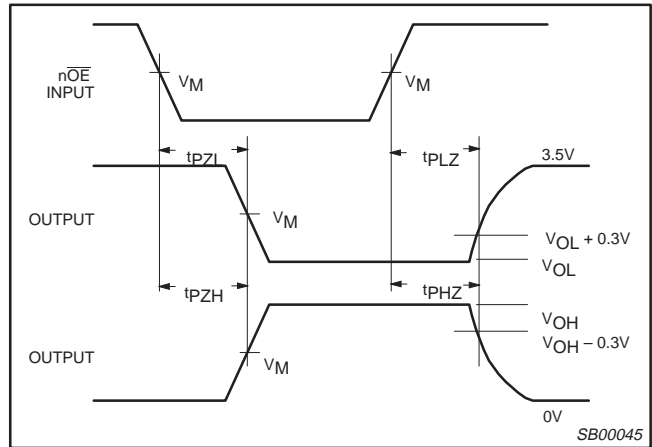 nOE
INPUT
VM
VM
tPZL
tPLZ
3.5V
OUTPUT
VM
VOL + 0.3V
VOL
tPZH
tPHZ
VOH
VOH – 0.3V
OUTPUT
VM
0V
SB00045